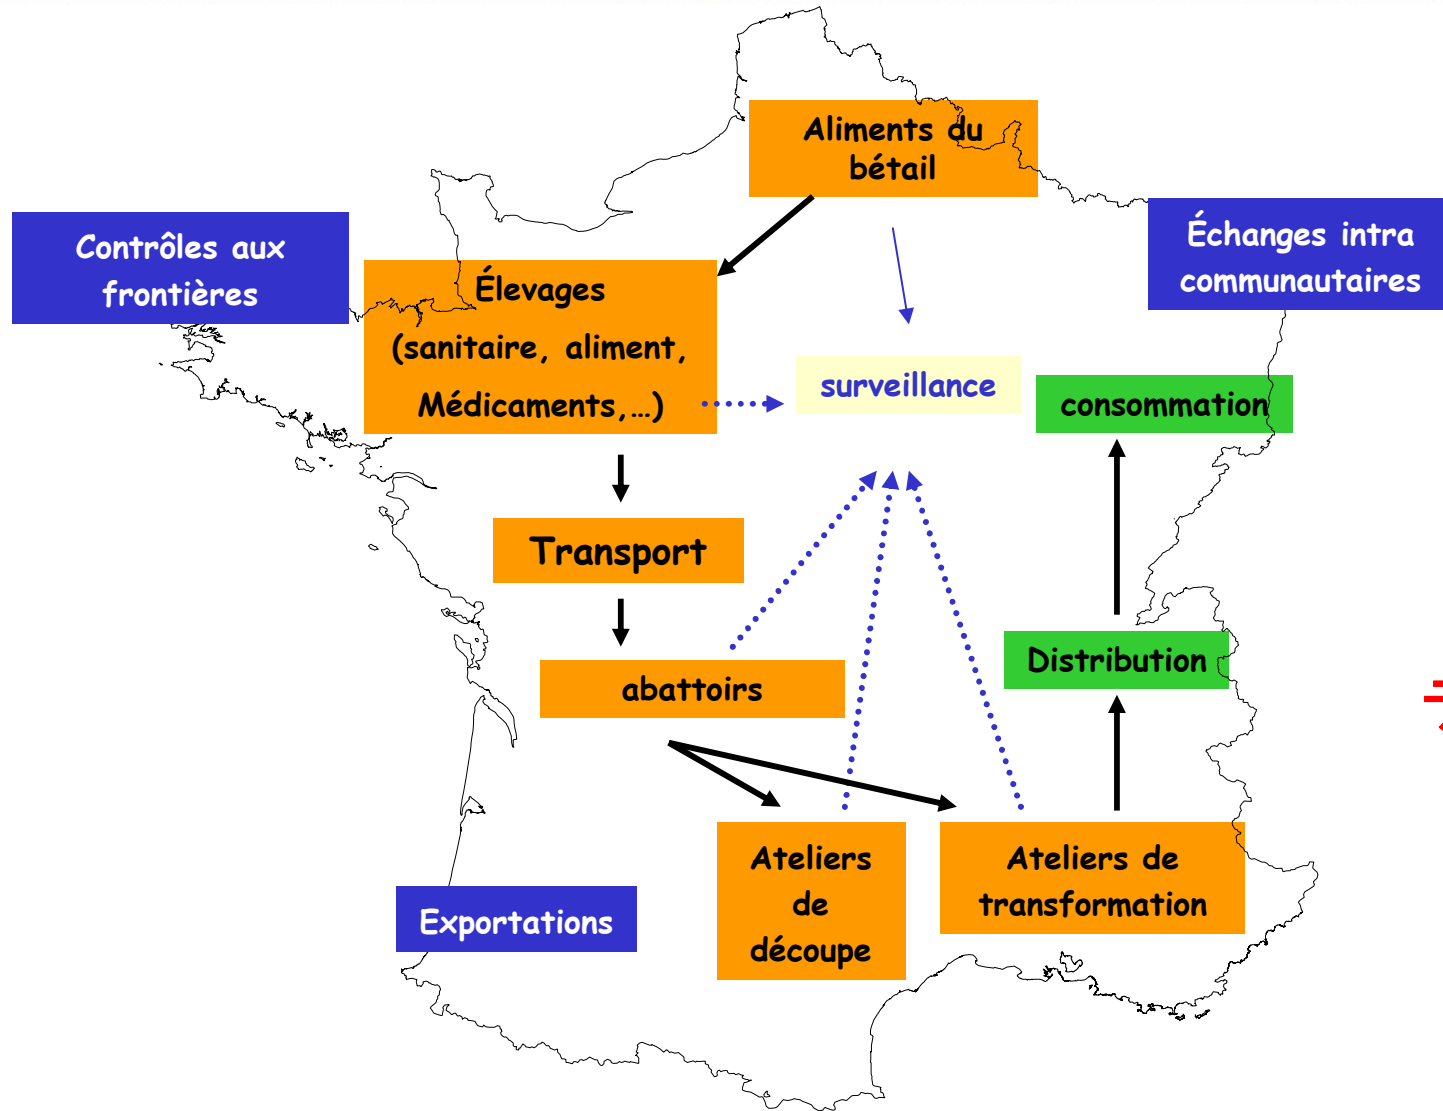 Aliments du
bétail
Contrôles aux
frontières
Échanges intra
communautaires
Élevages
(sanitaire, aliment,
Médicaments,…)
surveillance
consommation
Transport
Distribution
abattoirs
Ateliers
de
découpe
Ateliers de
transformation
Exportations